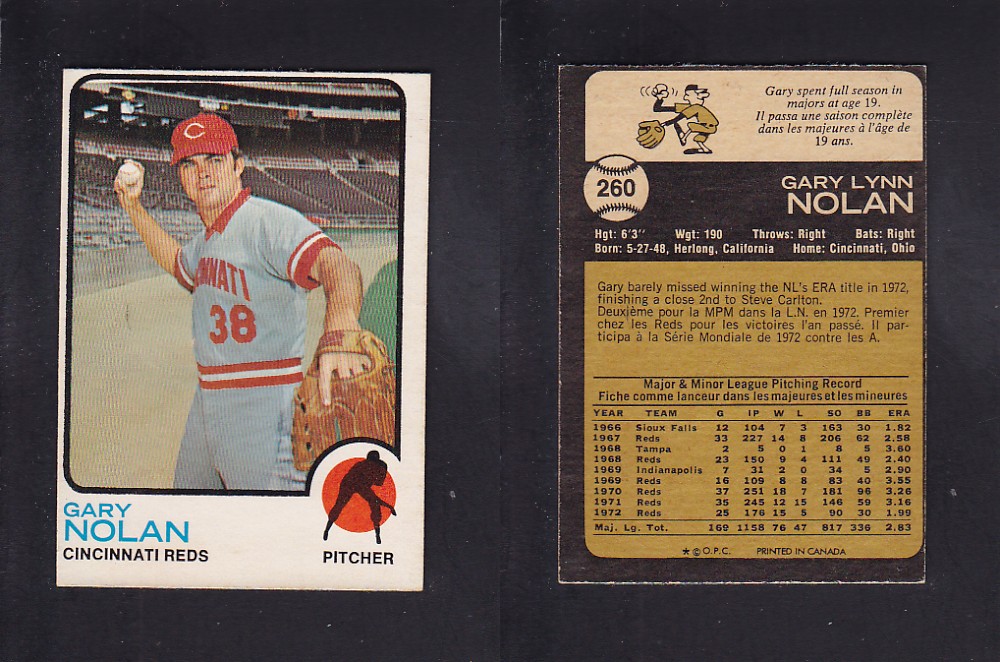 C
CINCINNATI
38
GARY
NOLAN
CINCINNATI REDS
PITCHER
Gary spent full season in
majors at age 19.
Il passa une saison complète
dans les majeures à l'âge de
19 ans.
260
GARY LYNN
NOLAN
Hgt: 6'3" Wgt: 190 Throws: Right Bats: Right
Born: 5-27-48, Herlong, California Home: Cincinnati, Ohio
Gary barely missed winning the NL's ERA title in 1972,
finishing a close 2nd to Steve Carlton.
Deuxième pour la MPM dans la L.N. en 1972. Premier
chez les Reds pour les victoires l'an passé. Il par-
ticipa à la Série Mondiale de 1972 contre les A.
Major & Minor League Pitching Record
Fiche comme lanceur dans les majeures et les mineures
YEAR TEAM G IP W L SO BB ERA
1966 Sioux Falls 12 104 7 3 163 30 1.82
1967 Reds 33 227 14 8 206 62 2.58
1968 Tampa 2 5 0 1 8 5 3.60
1968 Reds 23 150 9 4 111 49 2.40
1969 Indianapolis 7 31 2 0 34 5 2.90
1969 Reds 16 109 8 8 83 40 3.55
1970 Reds 37 251 18 7 181 96 3.26
1971 Reds 35 245 12 15 146 59 3.16
1972 Reds 25 176 15 5 90 30 1.99
Maj. Lg. Tot. 169 1158 76 47 817 336 2.83
* © O.P.C. PRINTED IN CANADA